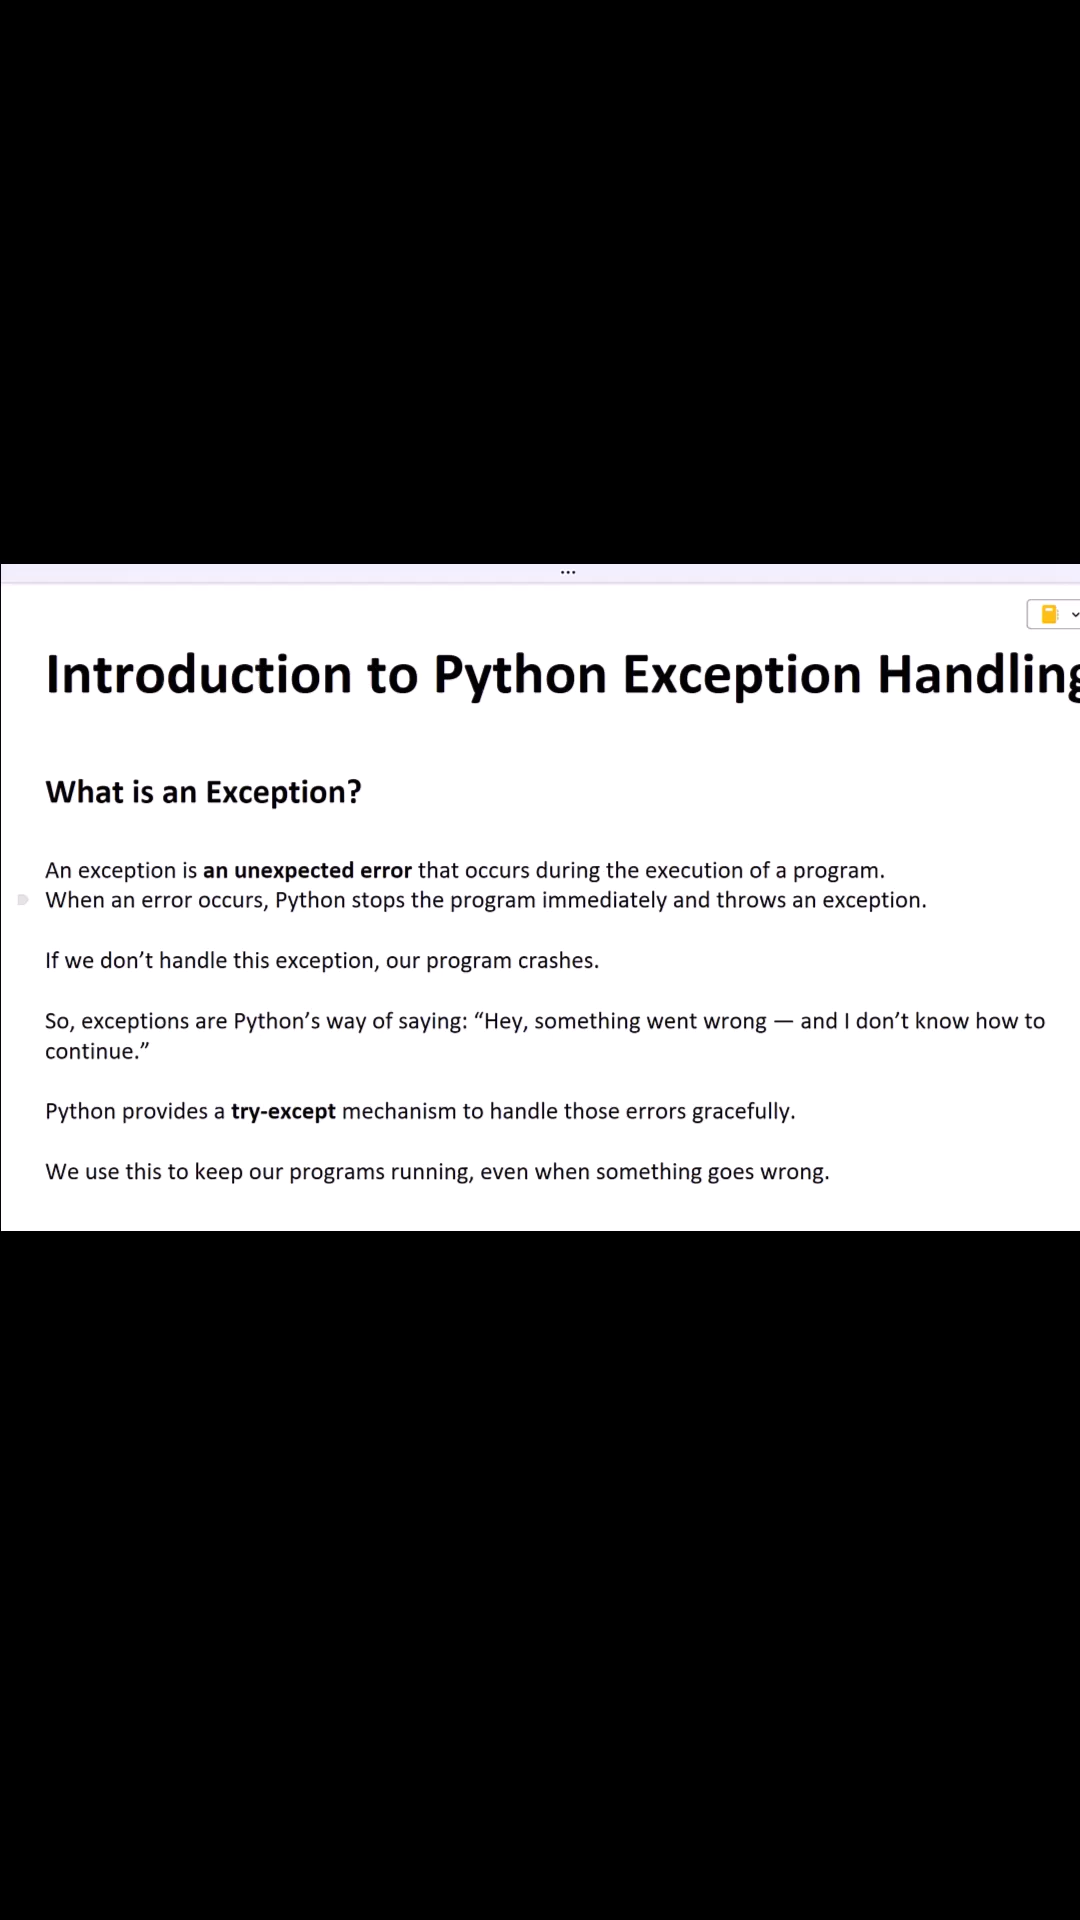 Introduction to Python Exception Handling
What is an Exception?
An exception is an unexpected error that occurs during the execution of a program.
When an error occurs, Python stops the program immediately and throws an exception.
If we don’t handle this exception, our program crashes.
So, exceptions are Python’s way of saying: “Hey, something went wrong — and I don’t know how to
continue.”
Python provides a try-except mechanism to handle those errors gracefully.
We use this to keep our programs running, even when something goes wrong.